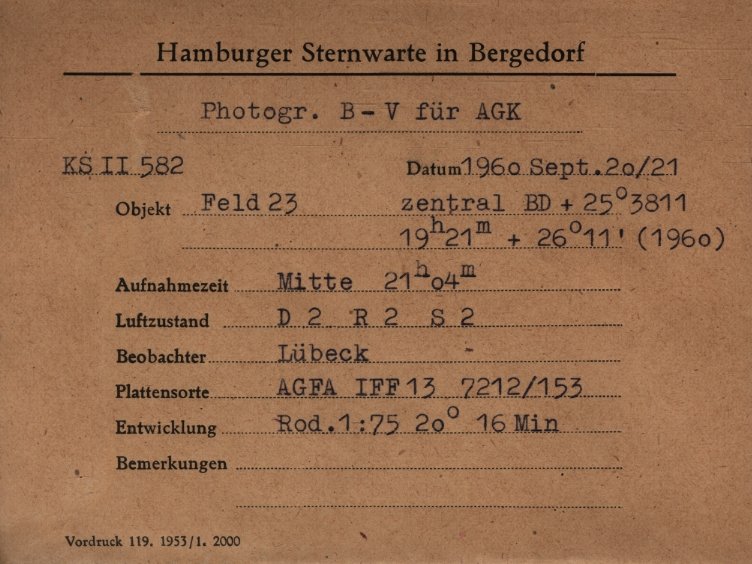 Hamburger Sternwarte in Bergedorf
Photogr. B-V für AGK
KS II 582 Datum 1960 Sept.20/21
Objekt Feld 23 zentral BD + 25° 3811
19h21m + 26°11' (1960)
Aufnahmezeit Mitte 21h04m
Luftzustand D 2 R 2 S 2
Beobachter Lübeck -
Plattensorte AGFA IFF13 7212/153
Entwicklung Rod.1:75 20° 16 Min
Bemerkungen
Vordruck 119. 1953/1. 2000